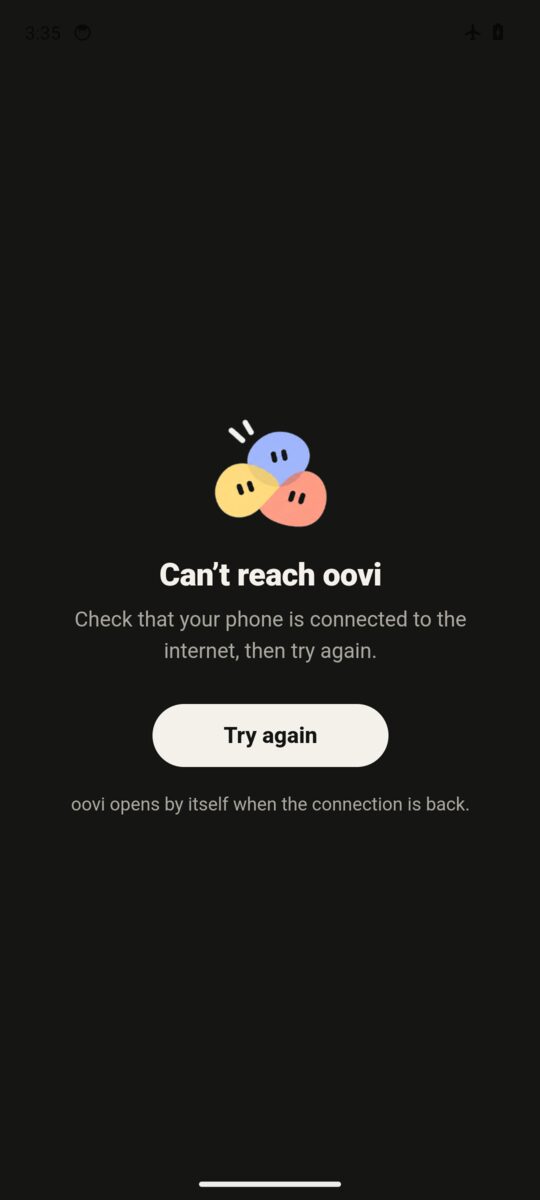 3:35
Can’t reach oovi
Check that your phone is connected to the
internet, then try again.
Try again
oovi opens by itself when the connection is back.